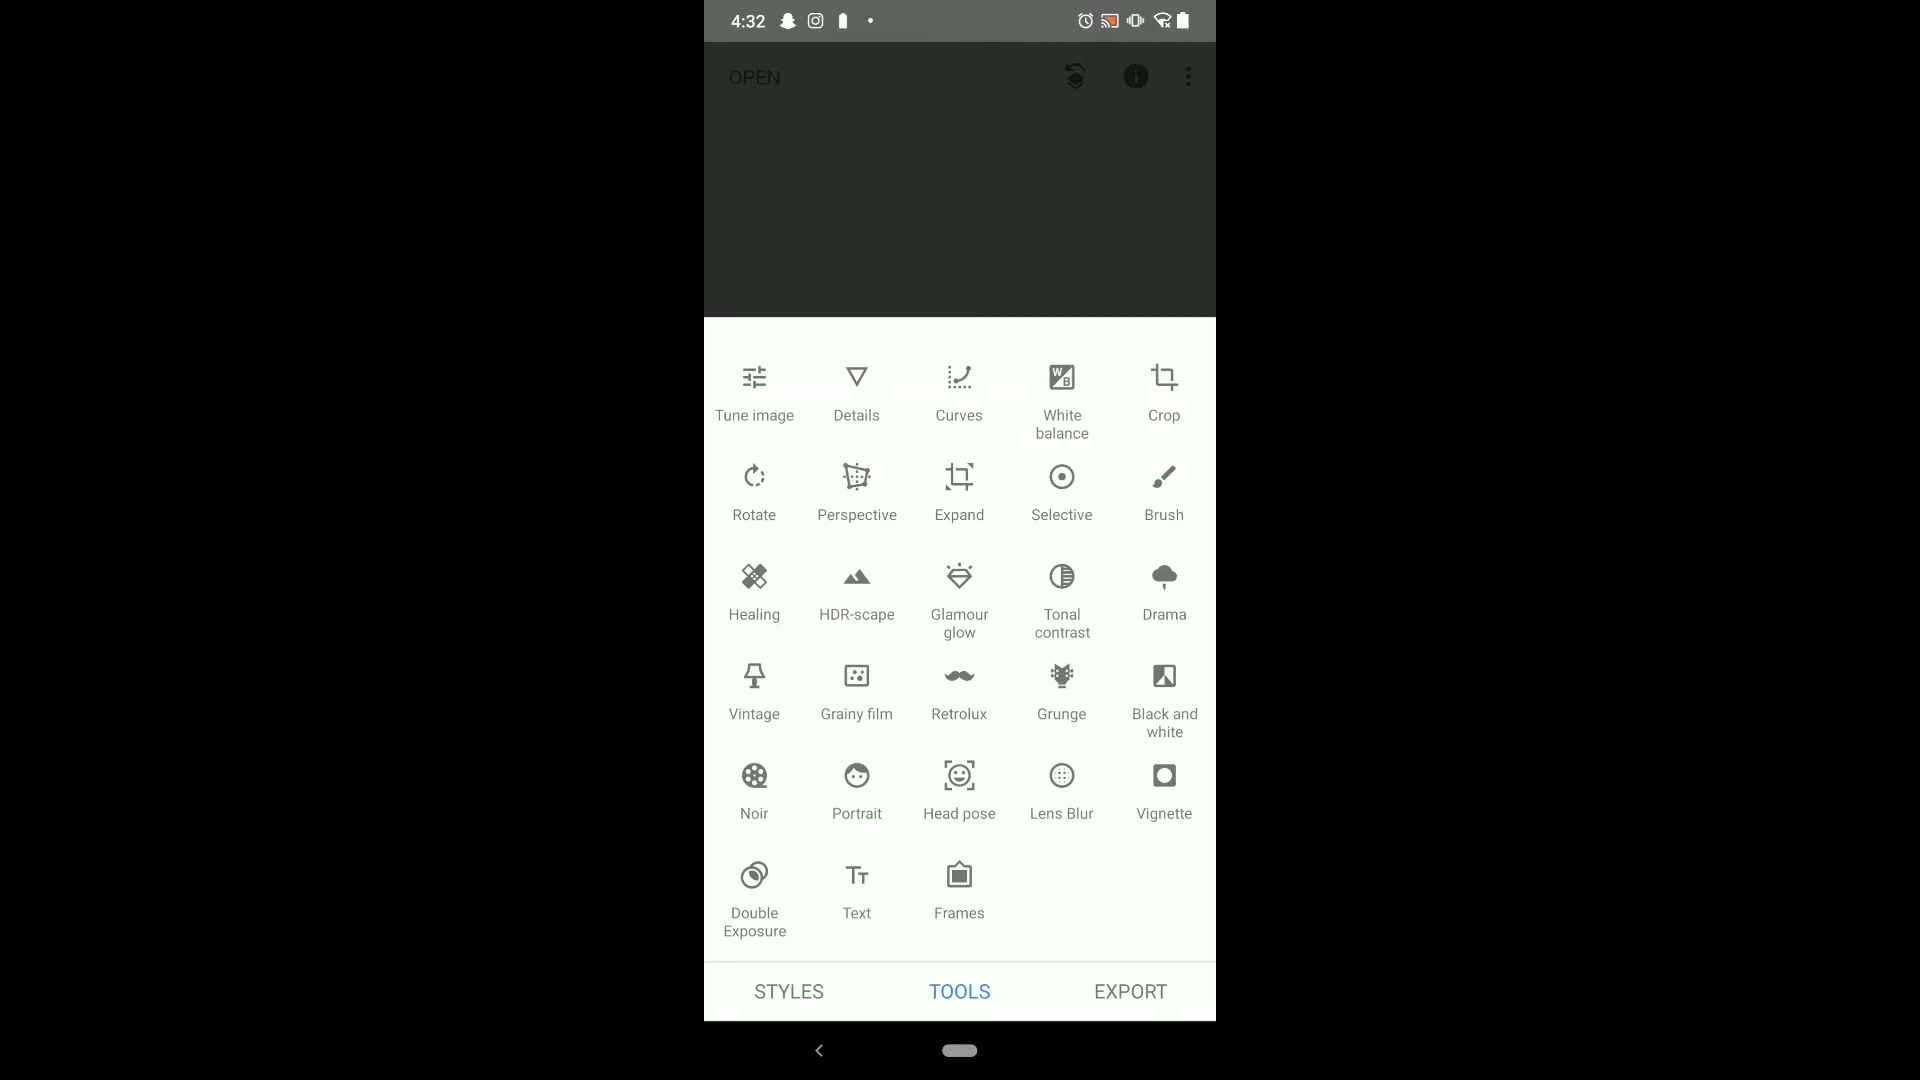 4:32
OPEN
Tune image
Details
Curves
White
balance
Crop
Rotate
Perspective
Expand
Selective
Brush
Healing
HDR-scape
Glamour
glow
Tonal
contrast
Drama
Vintage
Grainy film
Retrolux
Grunge
Black and
white
Noir
Portrait
Head pose
Lens Blur
Vignette
Double
Exposure
Text
Frames
STYLES
TOOLS
EXPORT